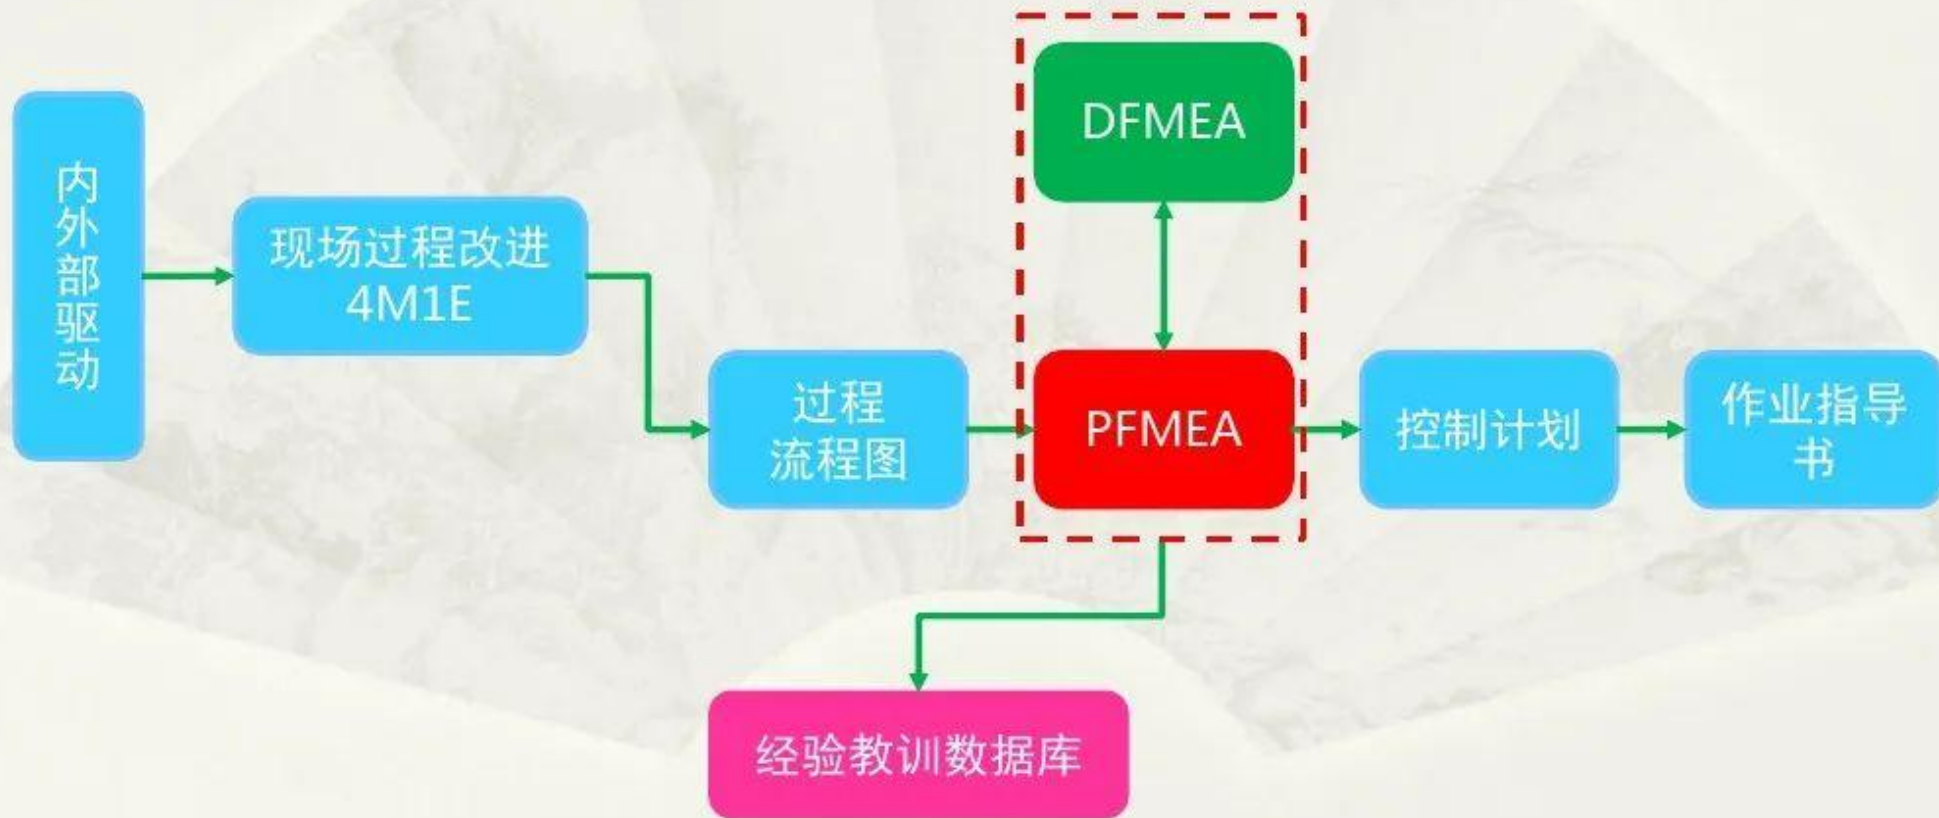 内外部驱动
现场过程改进
4M1E
过程
流程图
DFMEA
PFMEA
控制计划
作业指导
书
经验教训数据库